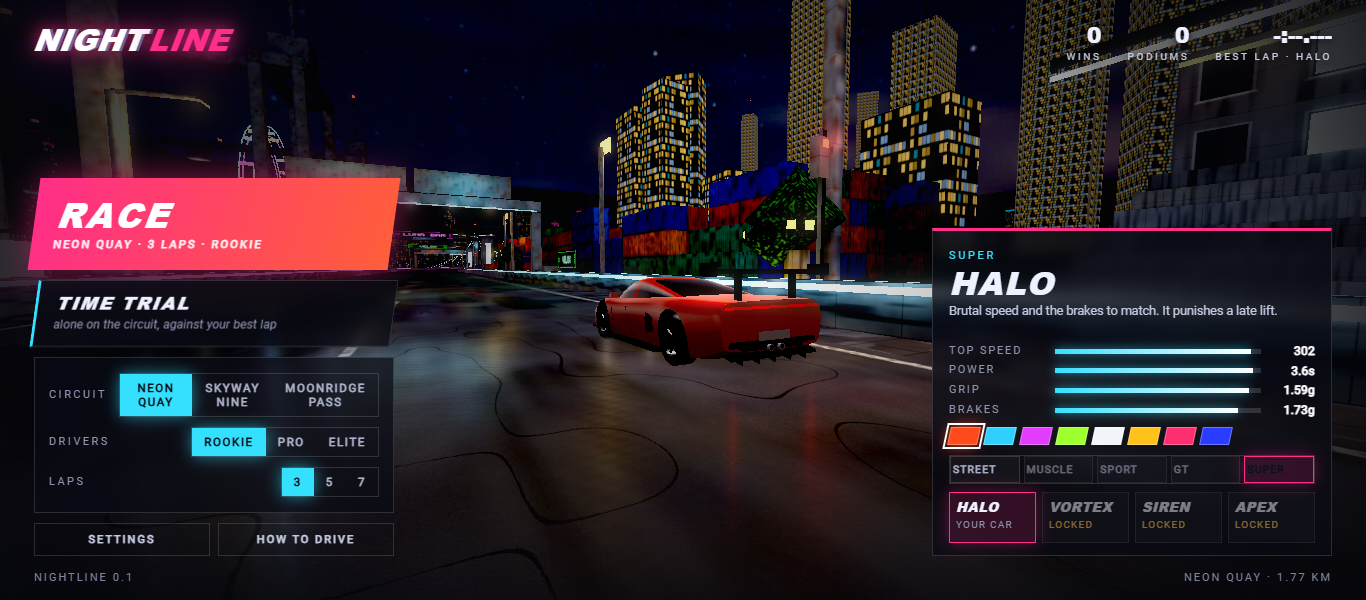 NIGHTLINE
0
WINS
0
PODIUMS
-:--.---
BEST LAP · HALO
RACE
NEON QUAY · 3 LAPS · ROOKIE
TIME TRIAL
alone on the circuit, against your best lap
CIRCUIT
NEON QUAY
SKYWAY NINE
MOONRIDGE PASS
DRIVERS
ROOKIE
PRO
ELITE
LAPS
3
5
7
SETTINGS
HOW TO DRIVE
NIGHTLINE 0.1
SUPER
HALO
Brutal speed and the brakes to match. It punishes a late lift.
TOP SPEED 302
POWER 3.6s
GRIP 1.59g
BRAKES 1.73g
STREET
MUSCLE
SPORT
GT
SUPER
HALO
YOUR CAR
VORTEX
LOCKED
SIREN
LOCKED
APEX
LOCKED
NEON QUAY · 1.77 KM